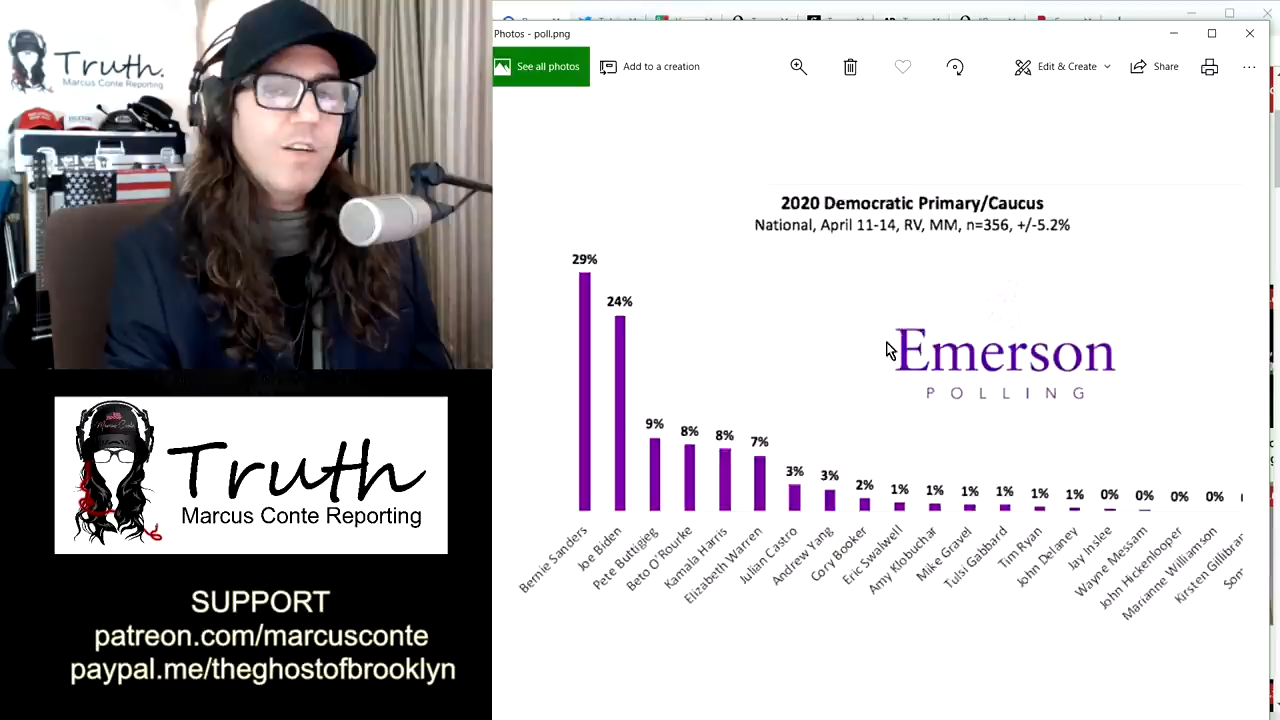 Truth.
Marcus Conte Reporting
Photos - poll.png
See all photos
Add to a creation
Edit & Create
Share
2020 Democratic Primary/Caucus
National, April 11-14, RV, MM, n=356, +/-5.2%
29%
24%
9%
8%
8%
7%
3%
3%
2%
1%
1%
1%
1%
1%
1%
0%
0%
0%
0%
Emerson
POLLING
Bernie Sanders
Joe Biden
Pete Buttigieg
Beto O'Rourke
Kamala Harris
Elizabeth Warren
Julian Castro
Andrew Yang
Cory Booker
Eric Swalwell
Amy Klobuchar
Mike Gravel
Tulsi Gabbard
Tim Ryan
John Delaney
Jay Inslee
Wayne Messam
John Hickenlooper
Marianne Williamson
Kirsten Gillibrar
Som
Truth
Marcus Conte Reporting
SUPPORT
patreon.com/marcusconte
paypal.me/theghostofbrooklyn